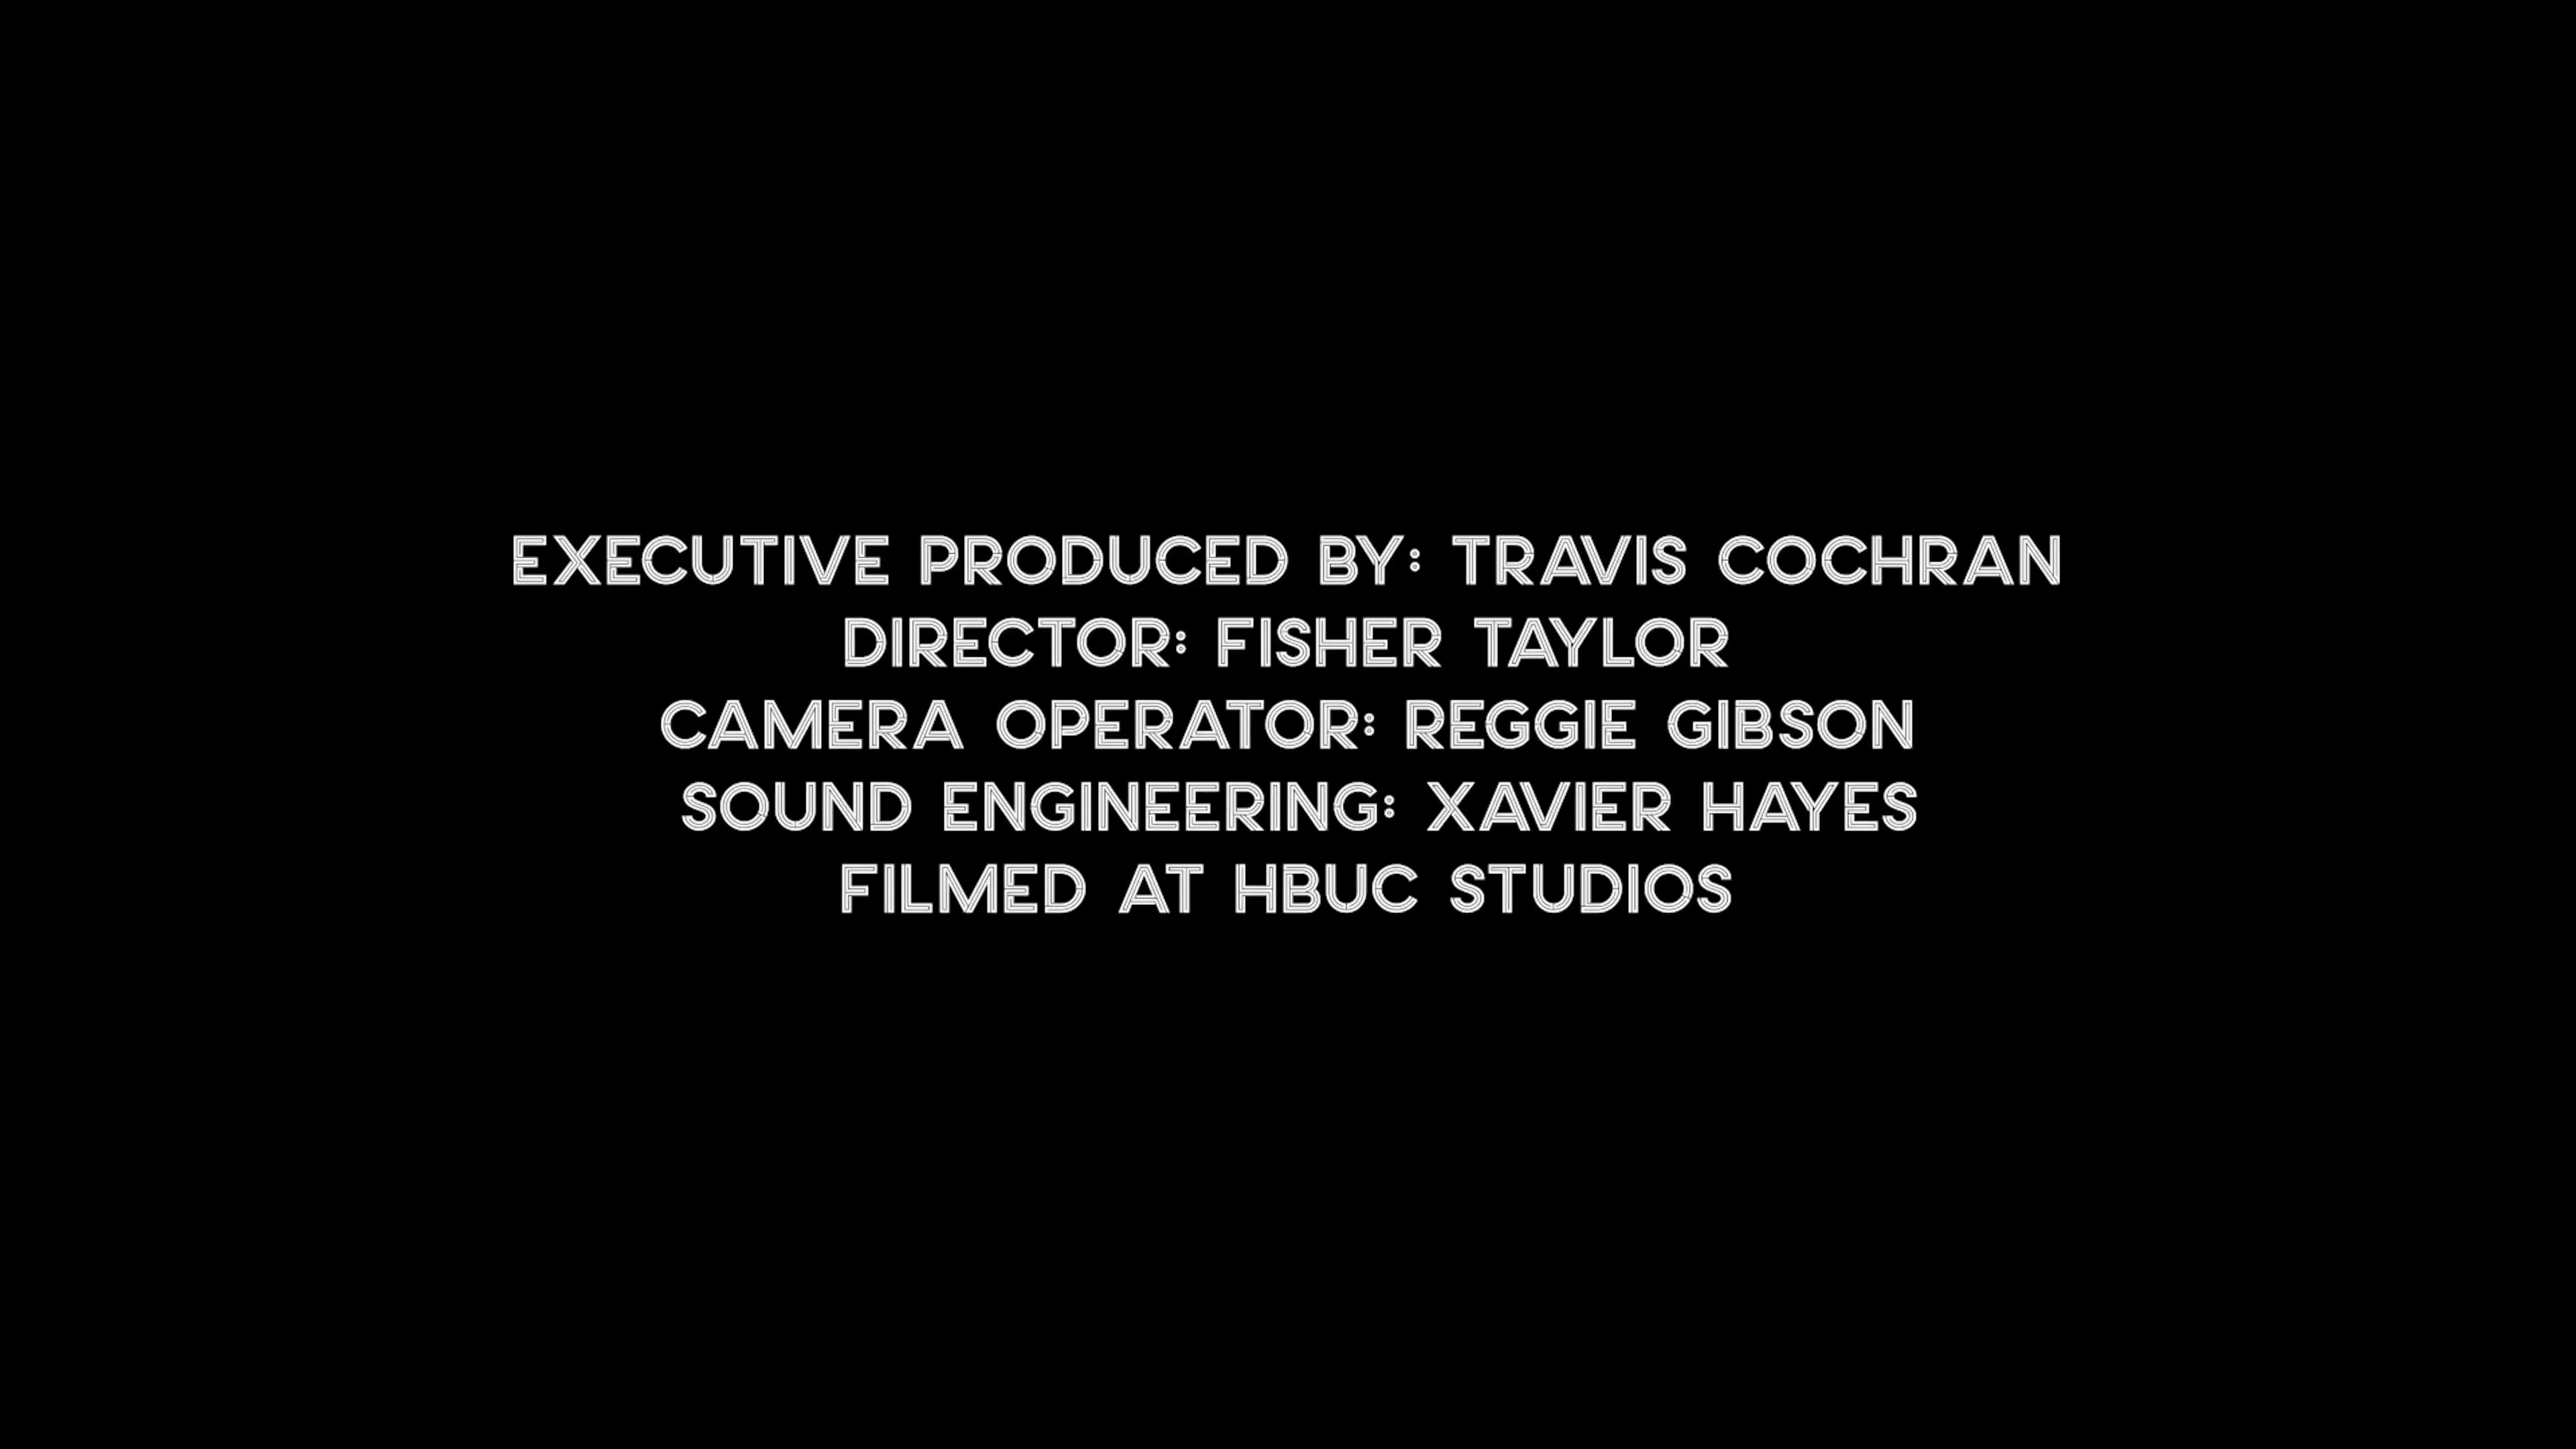 EXECUTIVE PRODUCED BY: TRAVIS COCHRAN
DIRECTOR: FISHER TAYLOR
CAMERA OPERATOR: REGGIE GIBSON
SOUND ENGINEERING: XAVIER HAYES
FILMED AT HBUC STUDIOS